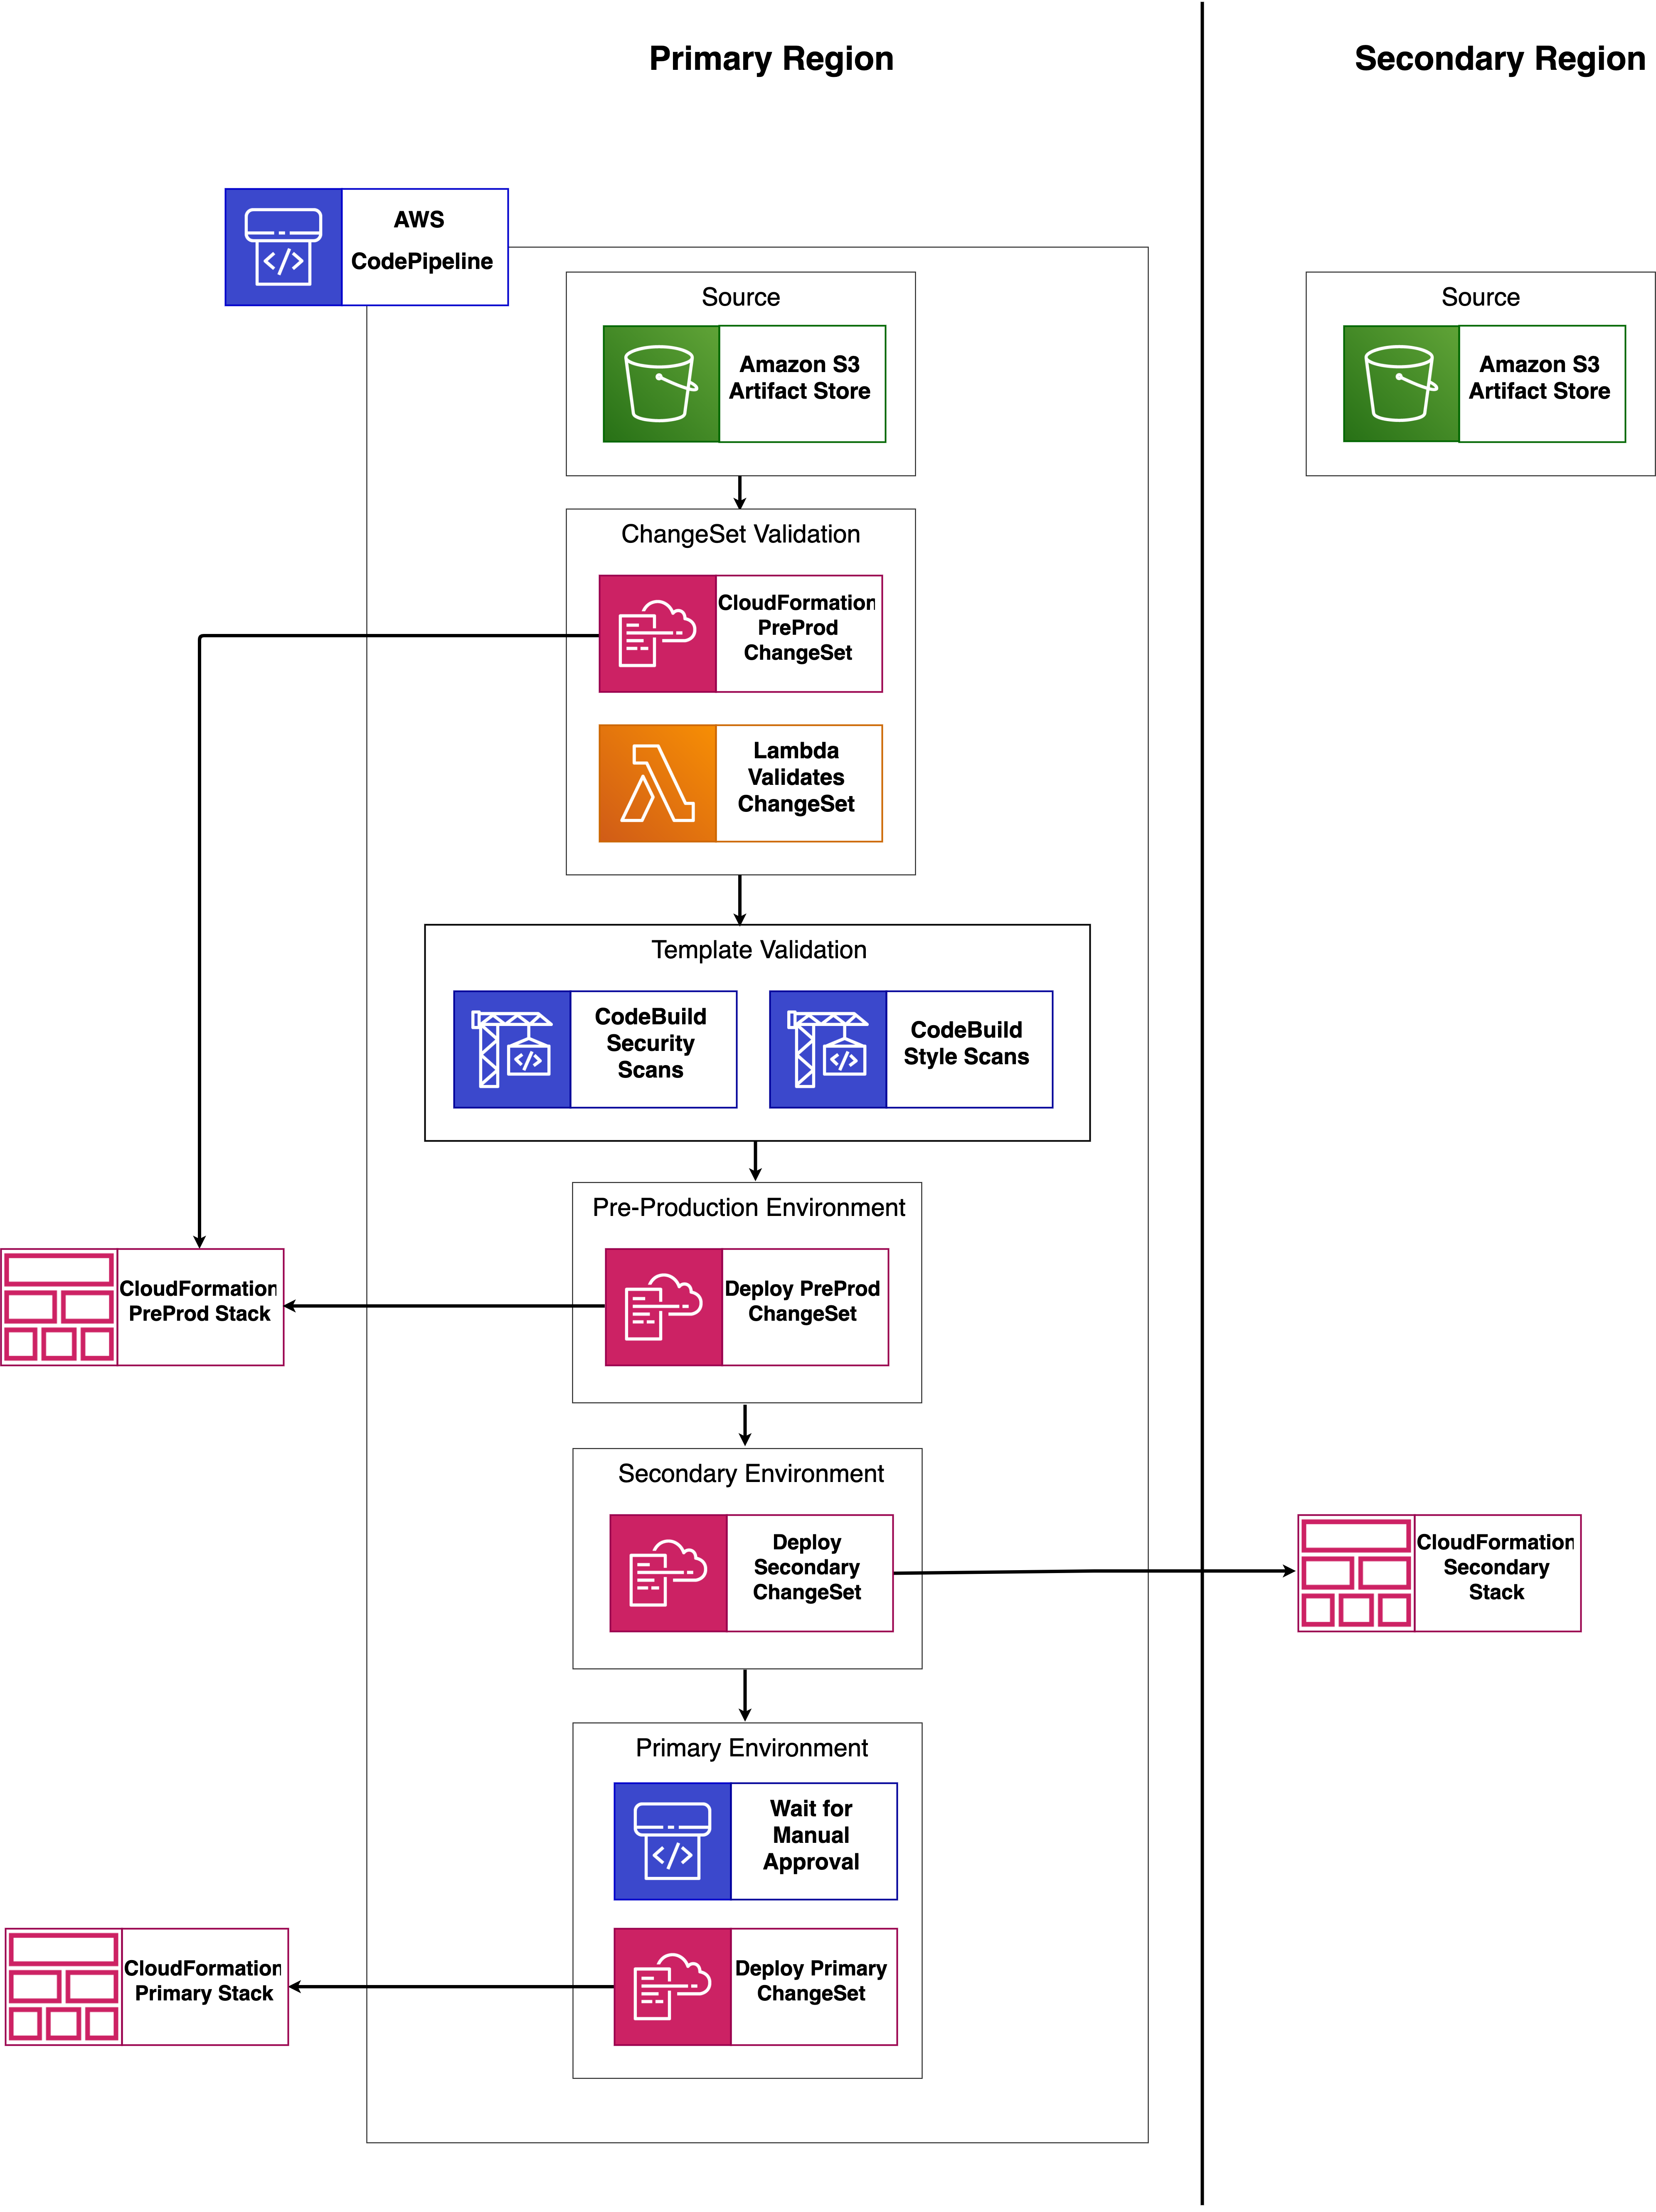 Primary Region
Secondary Region
AWS
CodePipeline
Source
Amazon S3
Artifact Store
Source
Amazon S3
Artifact Store
ChangeSet Validation
CloudFormation
PreProd
ChangeSet
Lambda
Validates
ChangeSet
Template Validation
CodeBuild
Security
Scans
CodeBuild
Style Scans
Pre-Production Environment
CloudFormation
PreProd Stack
Deploy PreProd
ChangeSet
Secondary Environment
Deploy
Secondary
ChangeSet
CloudFormation
Secondary
Stack
Primary Environment
Wait for
Manual
Approval
CloudFormation
Primary Stack
Deploy Primary
ChangeSet